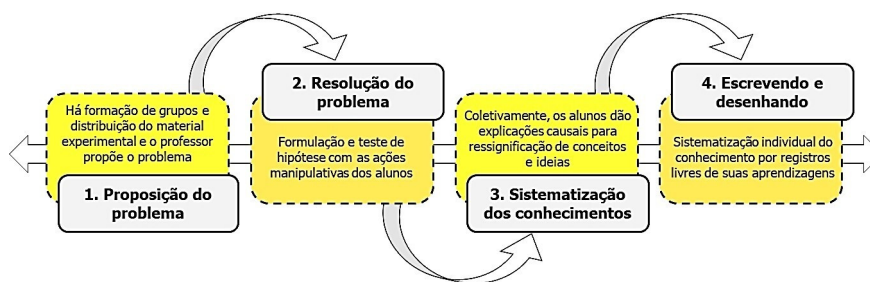 Há formação de grupos e
distribuição do material
experimental e o professor
propõe o problema
1. Proposição do
problema
2. Resolução do
problema
Formulação e teste de
hipótese com as ações
manipulativas dos alunos
Coletivamente, os alunos dão
explicações causais para
ressignificação de conceitos
e ideias
3. Sistematização
dos conhecimentos
4. Escrevendo e
desenhando
Sistematização individual do
conhecimento por registros
livres de suas aprendizagens